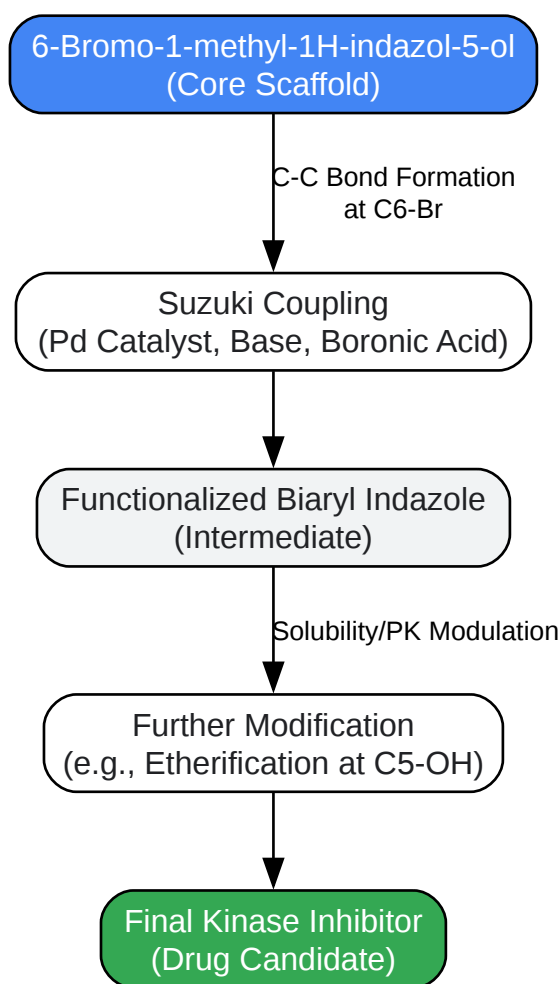 6-Bromo-1-methyl-1H-indazol-5-ol
(Core Scaffold)
C-C Bond Formation
at C6-Br
Suzuki Coupling
(Pd Catalyst, Base, Boronic Acid)
Functionalized Biaryl Indazole
(Intermediate)
Solubility/PK Modulation
Further Modification
(e.g., Etherification at C5-OH)
Final Kinase Inhibitor
(Drug Candidate)